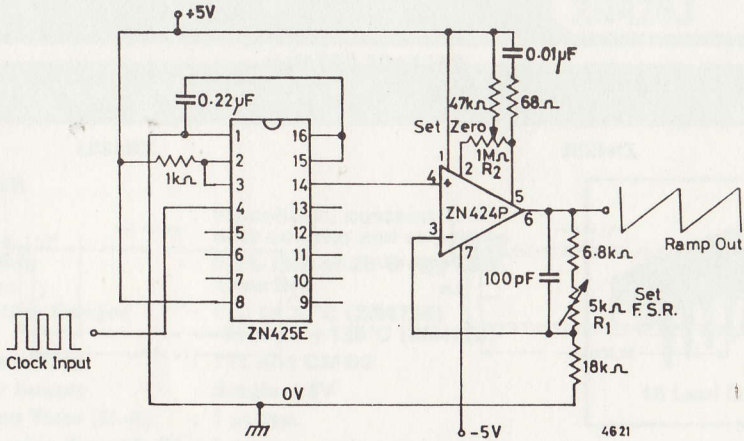 +5V
0·01µF
0·22µF
47kΩ
68Ω
Set Zero
1MΩ
R2
1kΩ
1
2
3
4
5
6
7
8
16
15
14
13
12
11
10
9
ZN425E
1
2
4
3
5
6
7
+
-
ZN424P
Ramp Out
6·8kΩ
100pF
5kΩ
R1
Set
F.S.R.
18kΩ
Clock Input
0V
-5V
4621